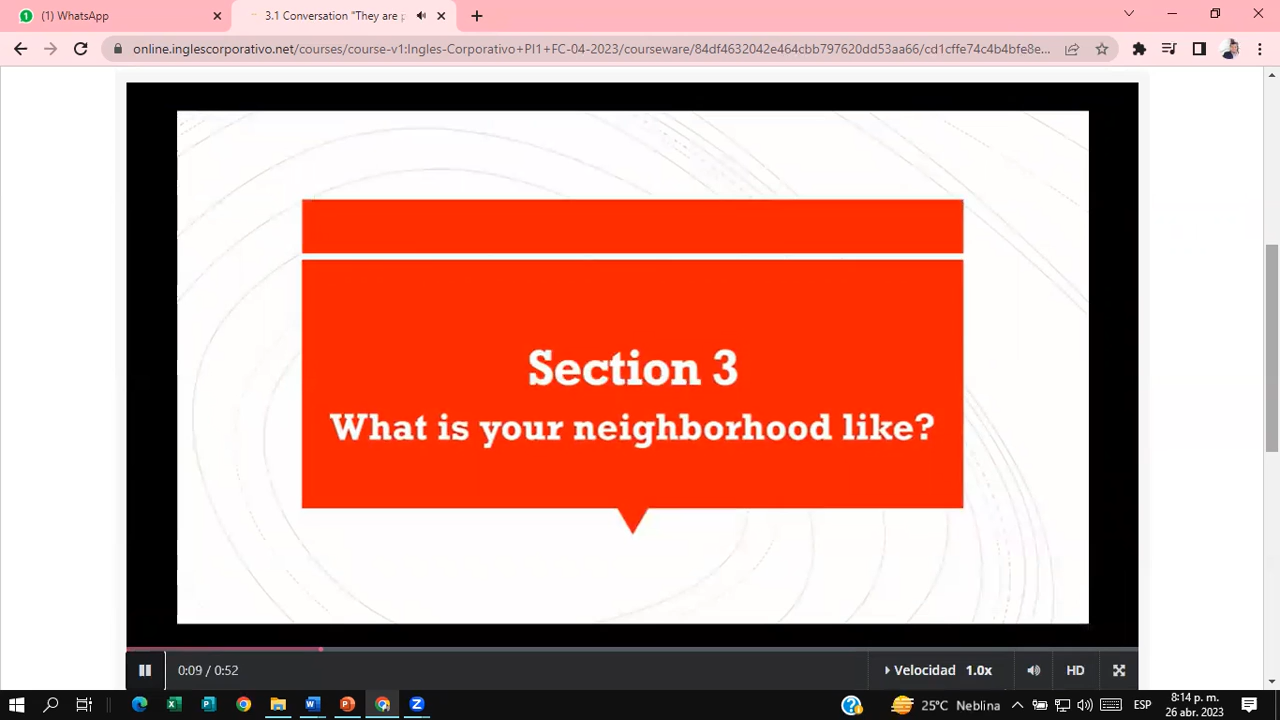 (1) WhatsApp
3.1 Conversation "They are p
online.inglescorporativo.net/courses/course-v1:Ingles-Corporativo+PI1+FC-04-2023/courseware/84df4632042e464cbb797620dd53aa66/cd1cffe74c4b4bfe8e...
Section 3
What is your neighborhood like?
0:09 / 0:52
Velocidad 1.0x
HD
25°C Neblina
ESP
8:14 p. m.
26 abr. 2023